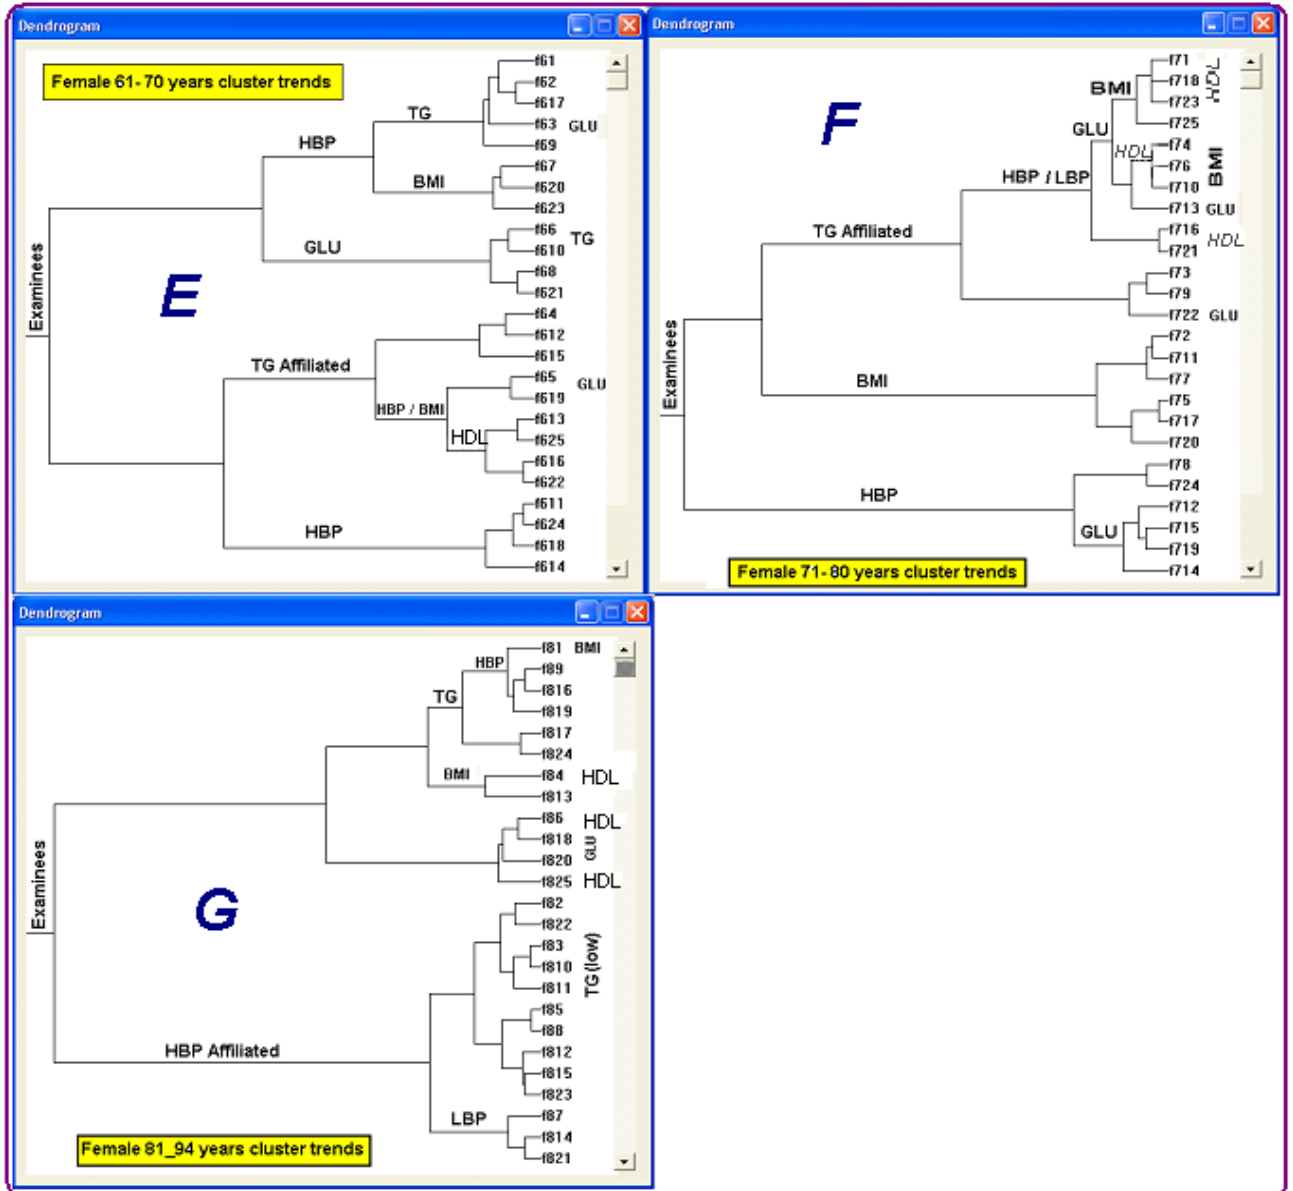 Dendrogram
Female 61-70 years cluster trends
E
Examinees
HBP
TG
BMI
GLU
TG Affiliated
HBP / BMI
HDL
HBP
f61
f62
f617
f63 GLU
f69
f67
f620
f623
f66 TG
f610
f68
f621
f64
f612
f615
f65 GLU
f619
f613
f625
f616
f622
f611
f624
f618
f614
Dendrogram
F
Examinees
TG Affiliated
HBP / LBP
GLU
BMI
HDL
BMI
HBP
GLU
f71
f718 HDL
f723
f725
f74
f76 BMI
f710
f713 GLU
f716 HDL
f721
f73
f79
f722 GLU
f72
f711
f77
f75
f717
f720
f78
f724
f712
f715
f719
f714
Female 71-80 years cluster trends
Dendrogram
G
Examinees
HBP
TG
BMI
HBP Affiliated
LBP
f81 BMI
f89
f816
f819
f817
f824
f84 HDL
f813
f86 HDL
f818 GLU
f820
f825 HDL
f82
f822
f83 TG (low)
f810
f811
f85
f88
f812
f815
f823
f87
f814
f821
Female 81_94 years cluster trends